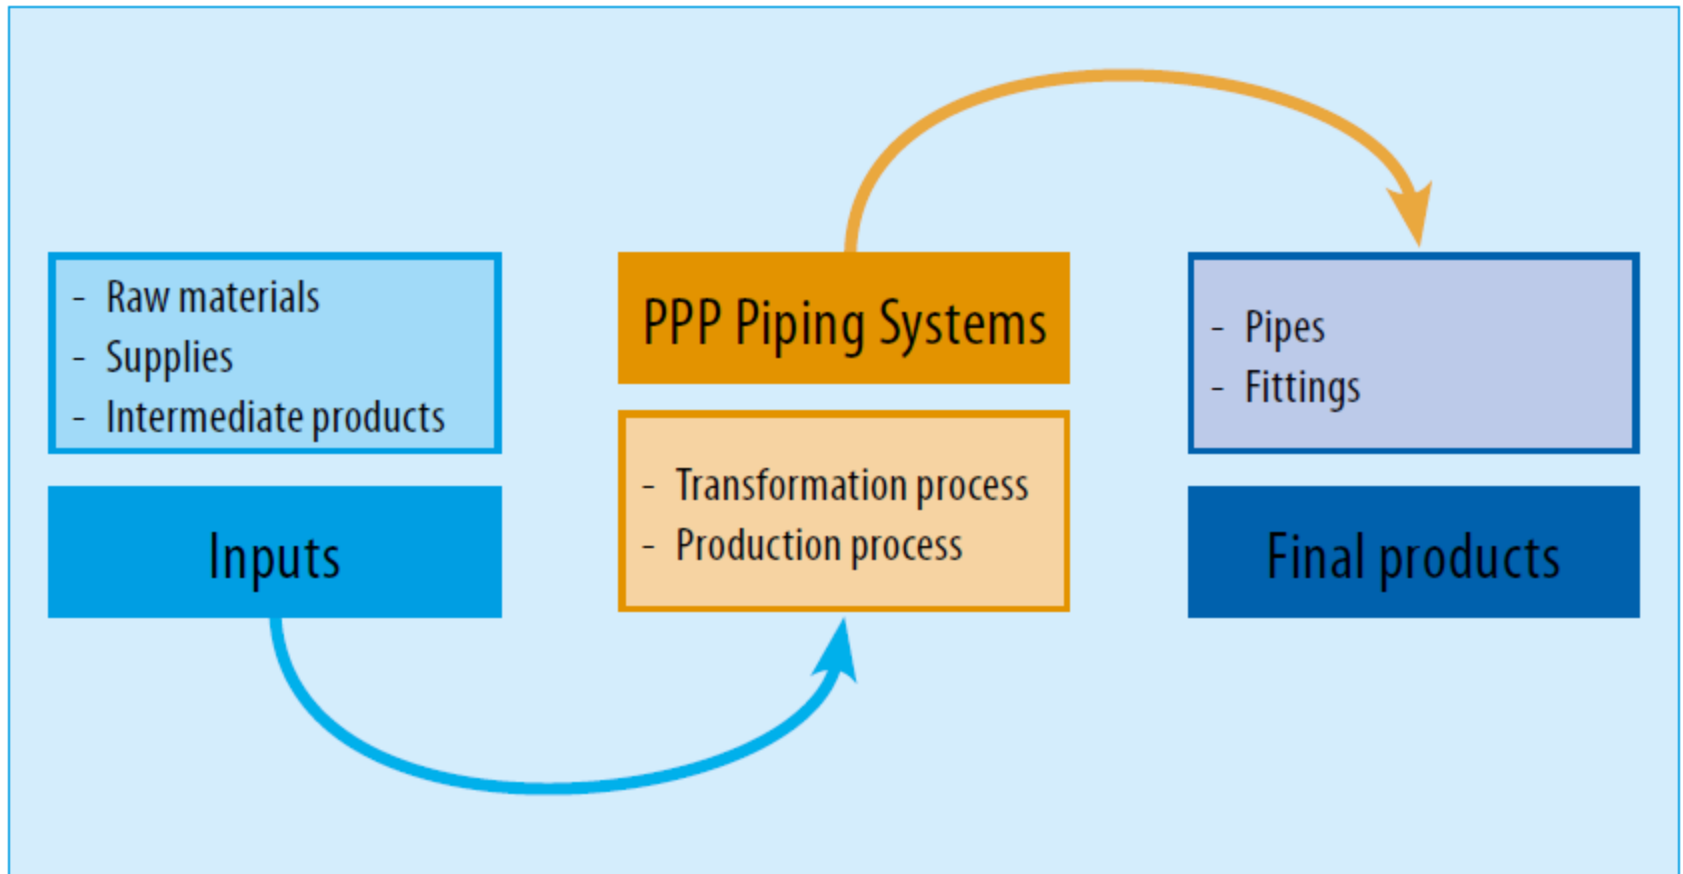 - Raw materials
- Supplies
- Intermediate products
Inputs
PPP Piping Systems
- Transformation process
- Production process
- Pipes
- Fittings
Final products